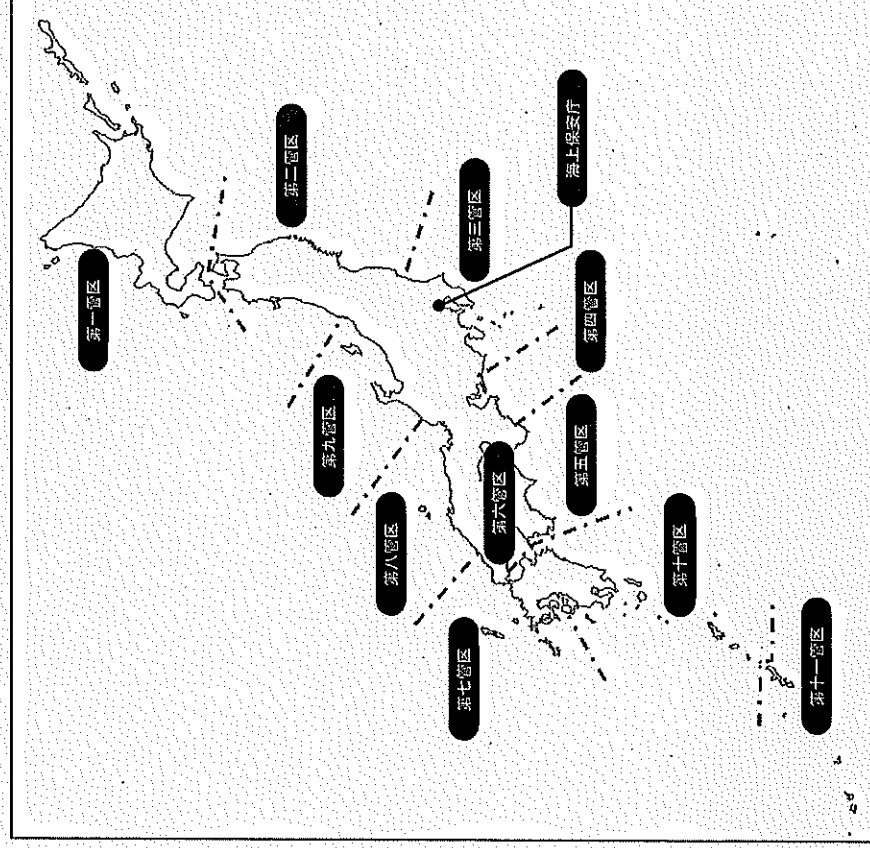 第一管区
第二管区
第三管区
海上保安庁
第四管区
第九管区
第五管区
第六管区
第八管区
第十管区
第七管区
第十一管区